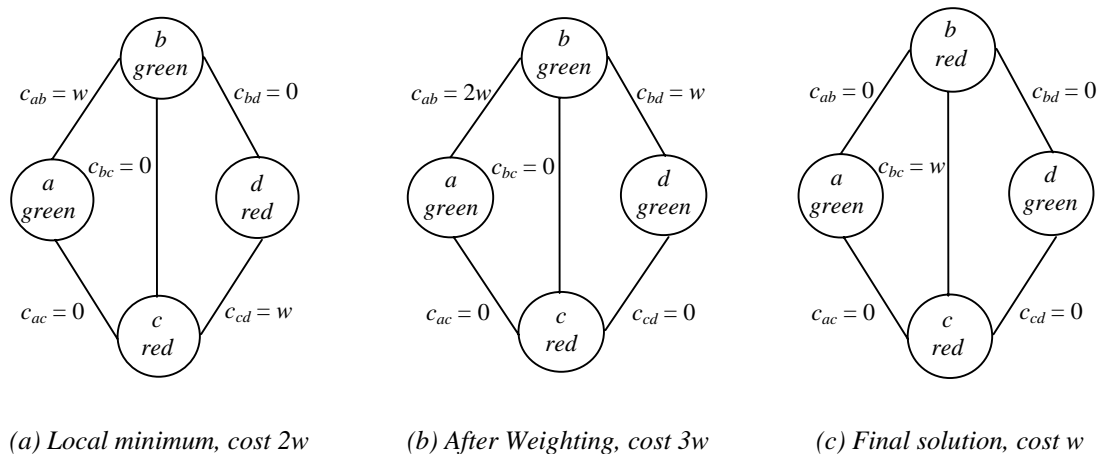 b
green
c_ab = w
c_bd = 0
c_bc = 0
a
green
d
red
c_ac = 0
c_cd = w
c
red
(a) Local minimum, cost 2w
b
green
c_ab = 2w
c_bd = w
c_bc = 0
a
green
d
green
c_ac = 0
c_cd = 0
c
red
(b) After Weighting, cost 3w
b
red
c_ab = 0
c_bd = 0
c_bc = w
a
green
d
green
c_ac = 0
c_cd = 0
c
red
(c) Final solution, cost w